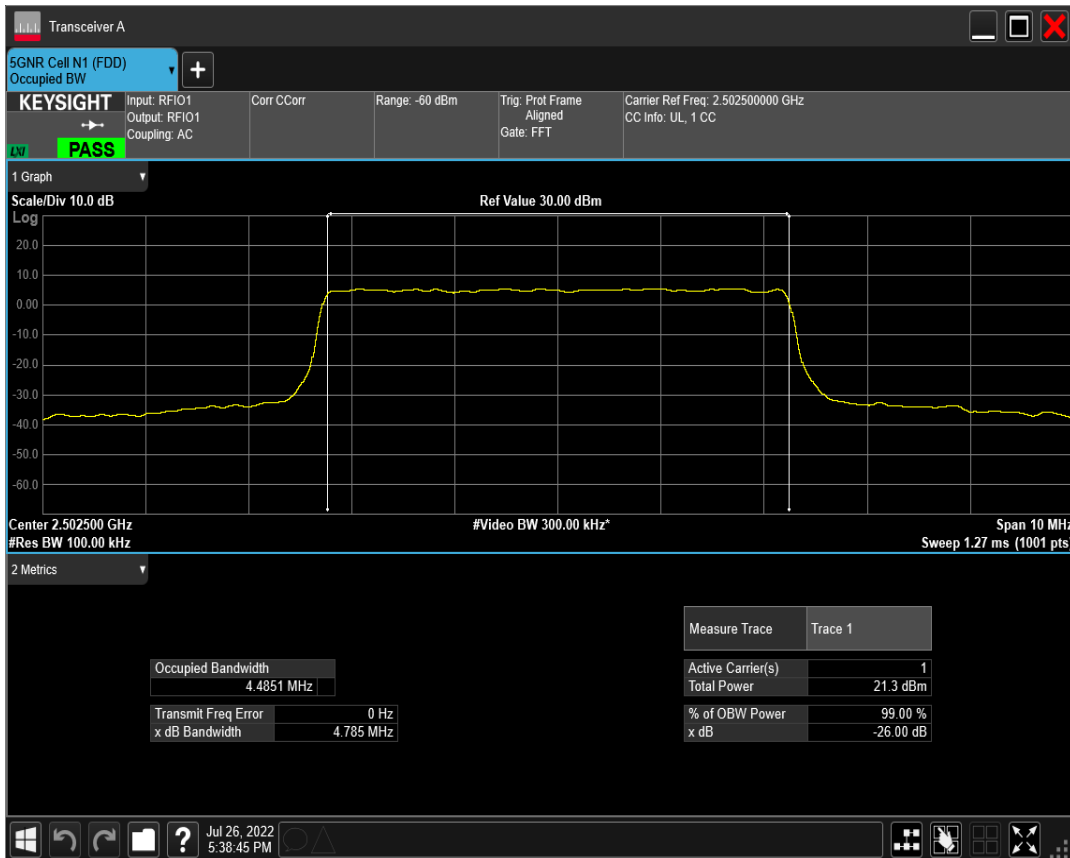 Transceiver A
5GNR Cell N1 (FDD)
Occupied BW
+
KEYSIGHT
LXI
PASS
Input: RFIO1
Output: RFIO1
Coupling: AC
Corr CCorr
Range: -60 dBm
Trig: Prot Frame
Aligned
Gate: FFT
Carrier Ref Freq: 2.502500000 GHz
CC Info: UL, 1 CC
1 Graph
Scale/Div 10.0 dB
Ref Value 30.00 dBm
Log
20.0
10.0
0.00
-10.0
-20.0
-30.0
-40.0
-50.0
-60.0
Center 2.502500 GHz
#Video BW 300.00 kHz*
Span 10 MHz
#Res BW 100.00 kHz
Sweep 1.27 ms (1001 pts)
2 Metrics
Measure Trace Trace 1
Occupied Bandwidth
4.4851 MHz
Active Carrier(s) 1
Total Power 21.3 dBm
Transmit Freq Error 0 Hz
x dB Bandwidth 4.785 MHz
% of OBW Power 99.00 %
x dB -26.00 dB
?
Jul 26, 2022
5:38:45 PM